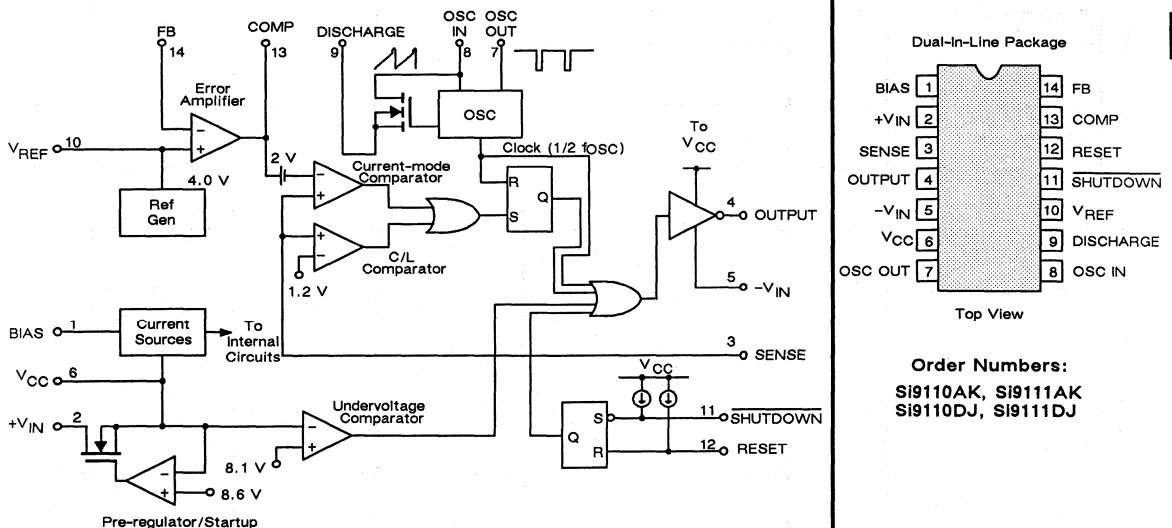 FB
14
COMP
13
DISCHARGE
9
OSC
IN
8
OSC
OUT
7
Error
Amplifier
−
+
VREF
10
4.0 V
Ref
Gen
2 V
−
+
Current-mode
Comparator
+
−
C/L
Comparator
1.2 V
OSC
Clock (1/2 fOSC)
R
Q
S
To
VCC
4
OUTPUT
5
−VIN
3
SENSE
BIAS
1
Current
Sources
To
Internal
Circuits
VCC
6
+VIN
2
Undervoltage
Comparator
−
+
8.1 V
−
+
8.6 V
Pre-regulator/Startup
VCC
S
Q
R
11
SHUTDOWN
12
RESET
Dual-In-Line Package
BIAS 1
14 FB
+VIN 2
13 COMP
SENSE 3
12 RESET
OUTPUT 4
11 SHUTDOWN
−VIN 5
10 VREF
VCC 6
9 DISCHARGE
OSC OUT 7
8 OSC IN
Top View
Order Numbers:
Si9110AK, Si9111AK
Si9110DJ, Si9111DJ